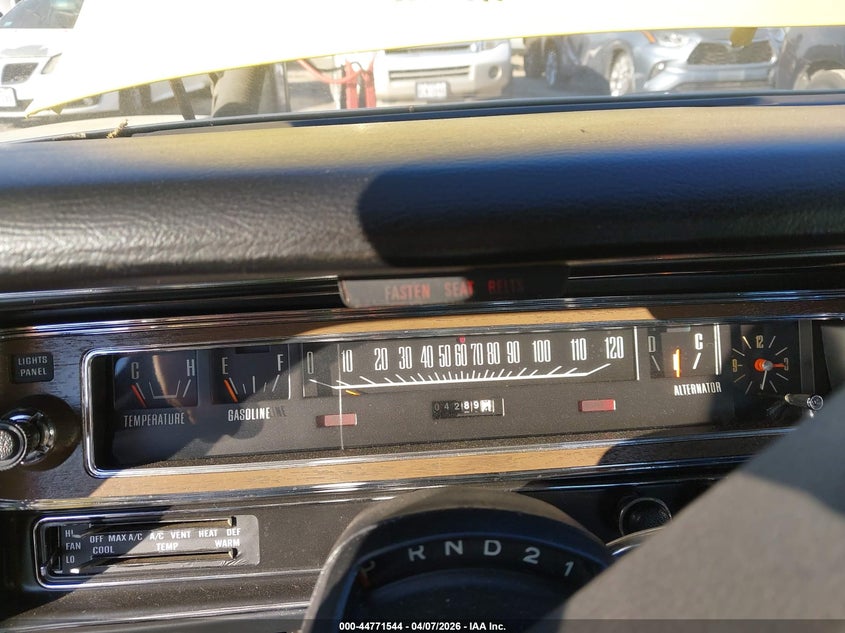 FASTEN SEAT BELTS
LIGHTS
PANEL
C H
TEMPERATURE
E F
GASOLINE
0 10 20 30 40 50 60 70 80 90 100 110 120
D C
ALTERNATOR
12
9 3
HI
FAN
LO
OFF MAX A/C A/C VENT HEAT DEF
COOL TEMP WARM
P R N D 2 1
000-44771544 | 04/07/2026 - IAA Inc.